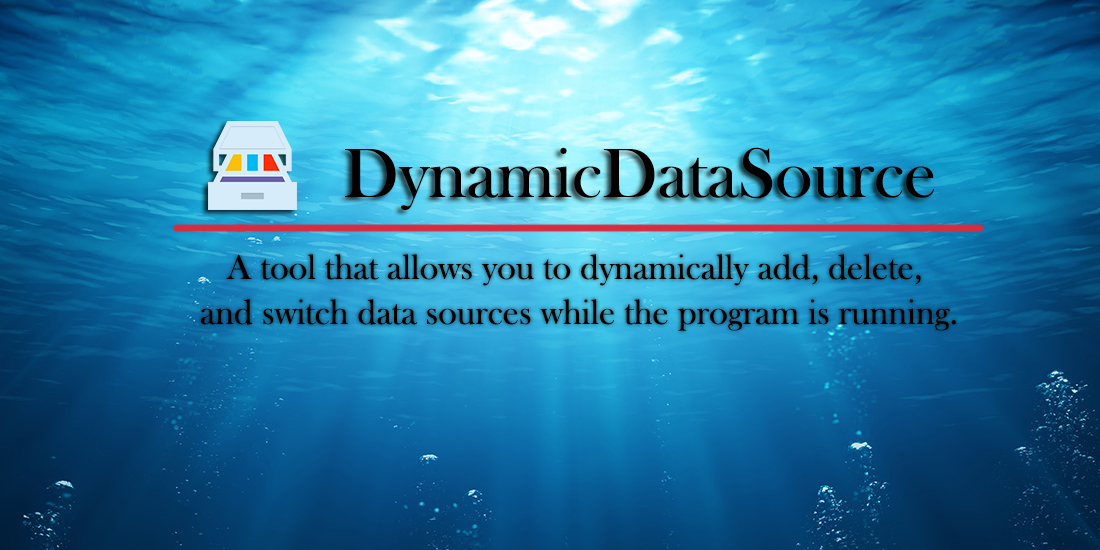 DynamicDataSource
A tool that allows you to dynamically add, delete,
and switch data sources while the program is running.